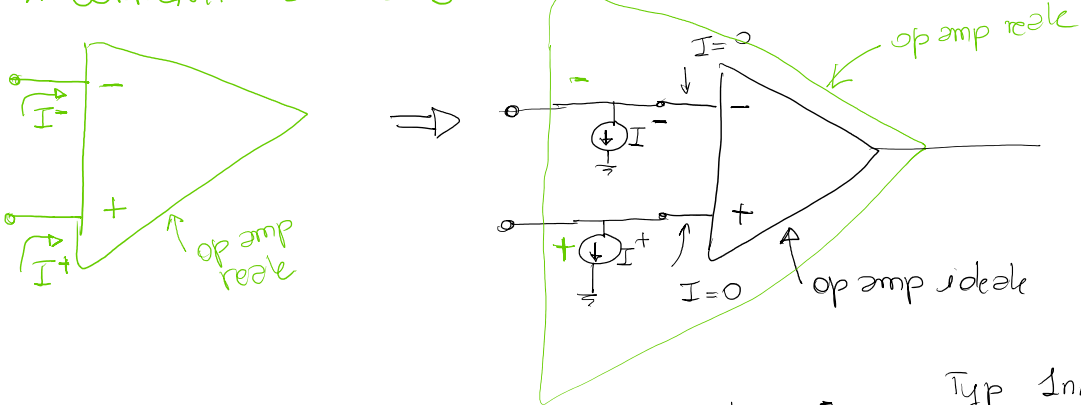 −
I⁻
+
I⁺
op amp
reale
op amp reale
I=0
−
−
I⁻
+
+
I⁺
I=0
op amp ideale
Typ